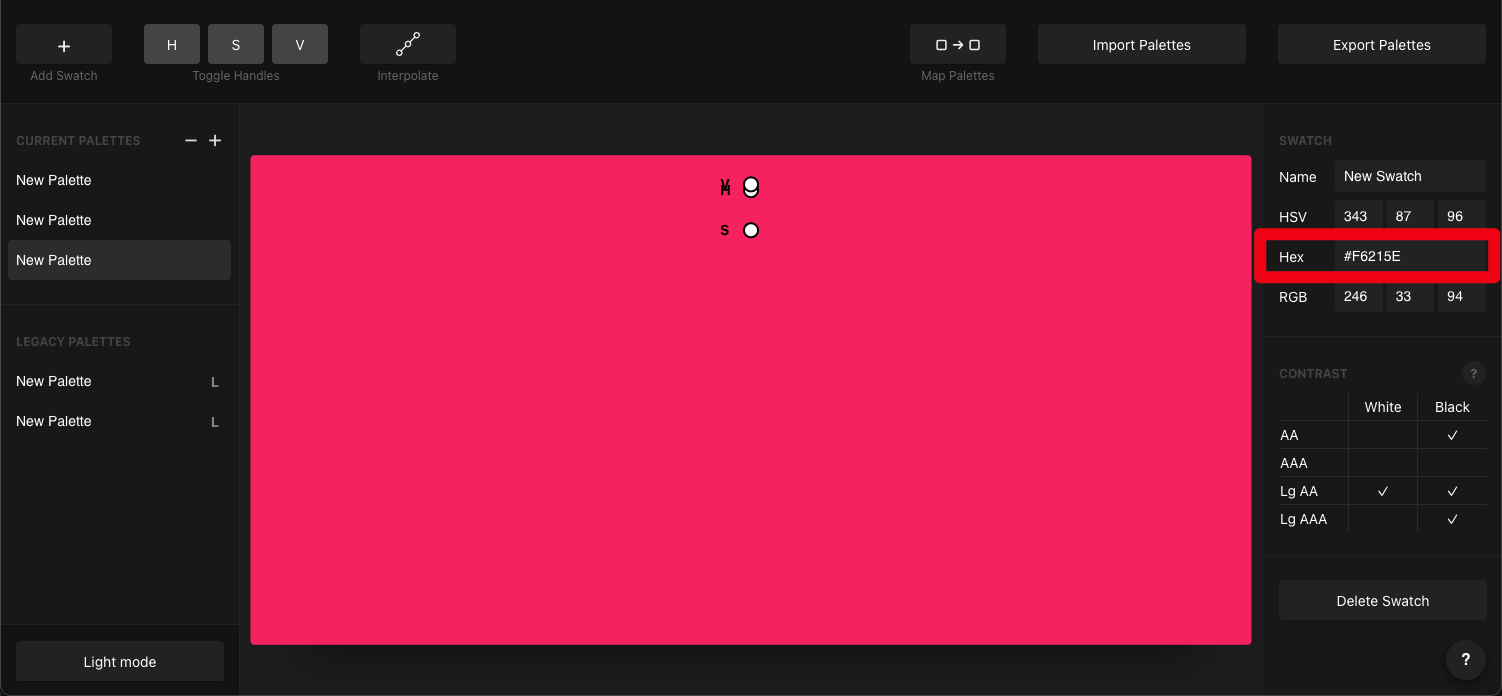 +
H S V
Add Swatch
Toggle Handles
Interpolate
Map Palettes
Import Palettes
Export Palettes
CURRENT PALETTES − +
New Palette
New Palette
New Palette
LEGACY PALETTES
New Palette L
New Palette L
Light mode
V
H
S
SWATCH
Name New Swatch
HSV 343 87 96
Hex #F6215E
RGB 246 33 94
CONTRAST ?
White Black
AA ✓
AAA
Lg AA ✓ ✓
Lg AAA ✓
Delete Swatch
?